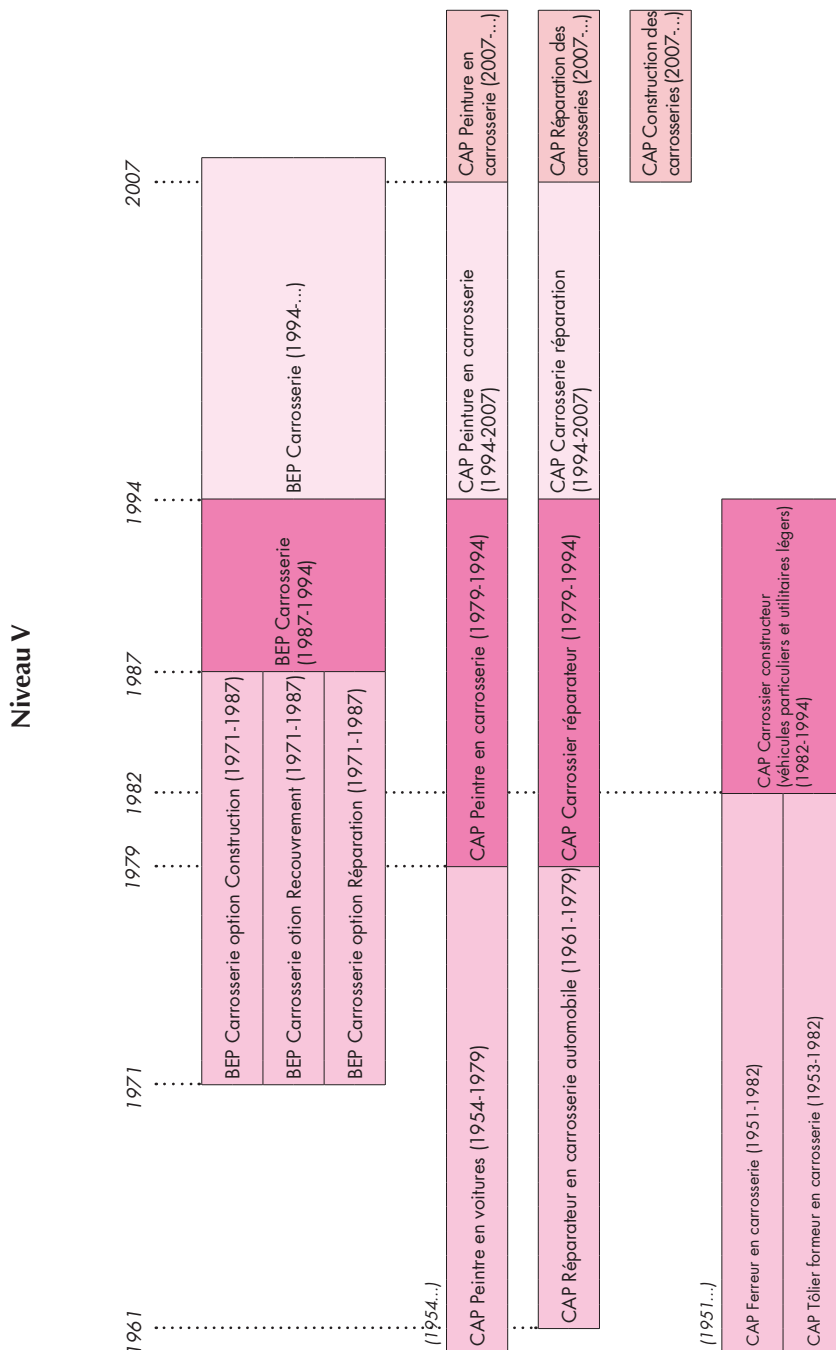 Niveau V
1961
1971
1979
1982
1987
1994
2007
BEP Carrosserie option Construction (1971-1987)
BEP Carrosserie otion Recouvrement (1971-1987)
BEP Carrosserie option Réparation (1971-1987)
BEP Carrosserie
(1987-1994)
BEP Carrosserie (1994-...)
(1954...)
CAP Peintre en voitures (1954-1979)
CAP Peintre en carrosserie (1979-1994)
CAP Peinture en carrosserie
(1994-2007)
CAP Peinture en
carrosserie (2007-...)
CAP Réparateur en carrosserie automobile (1961-1979)
CAP Carrossier réparateur (1979-1994)
CAP Carrosserie réparation
(1994-2007)
CAP Réparation des
carrosseries (2007-...)
CAP Construction des
carrosseries (2007-...)
(1951...)
CAP Ferreur en carrosserie (1951-1982)
CAP Tôlier formeur en carrosserie (1953-1982)
CAP Carrossier constructeur
(véhicules particuliers et utilitaires légers)
(1982-1994)